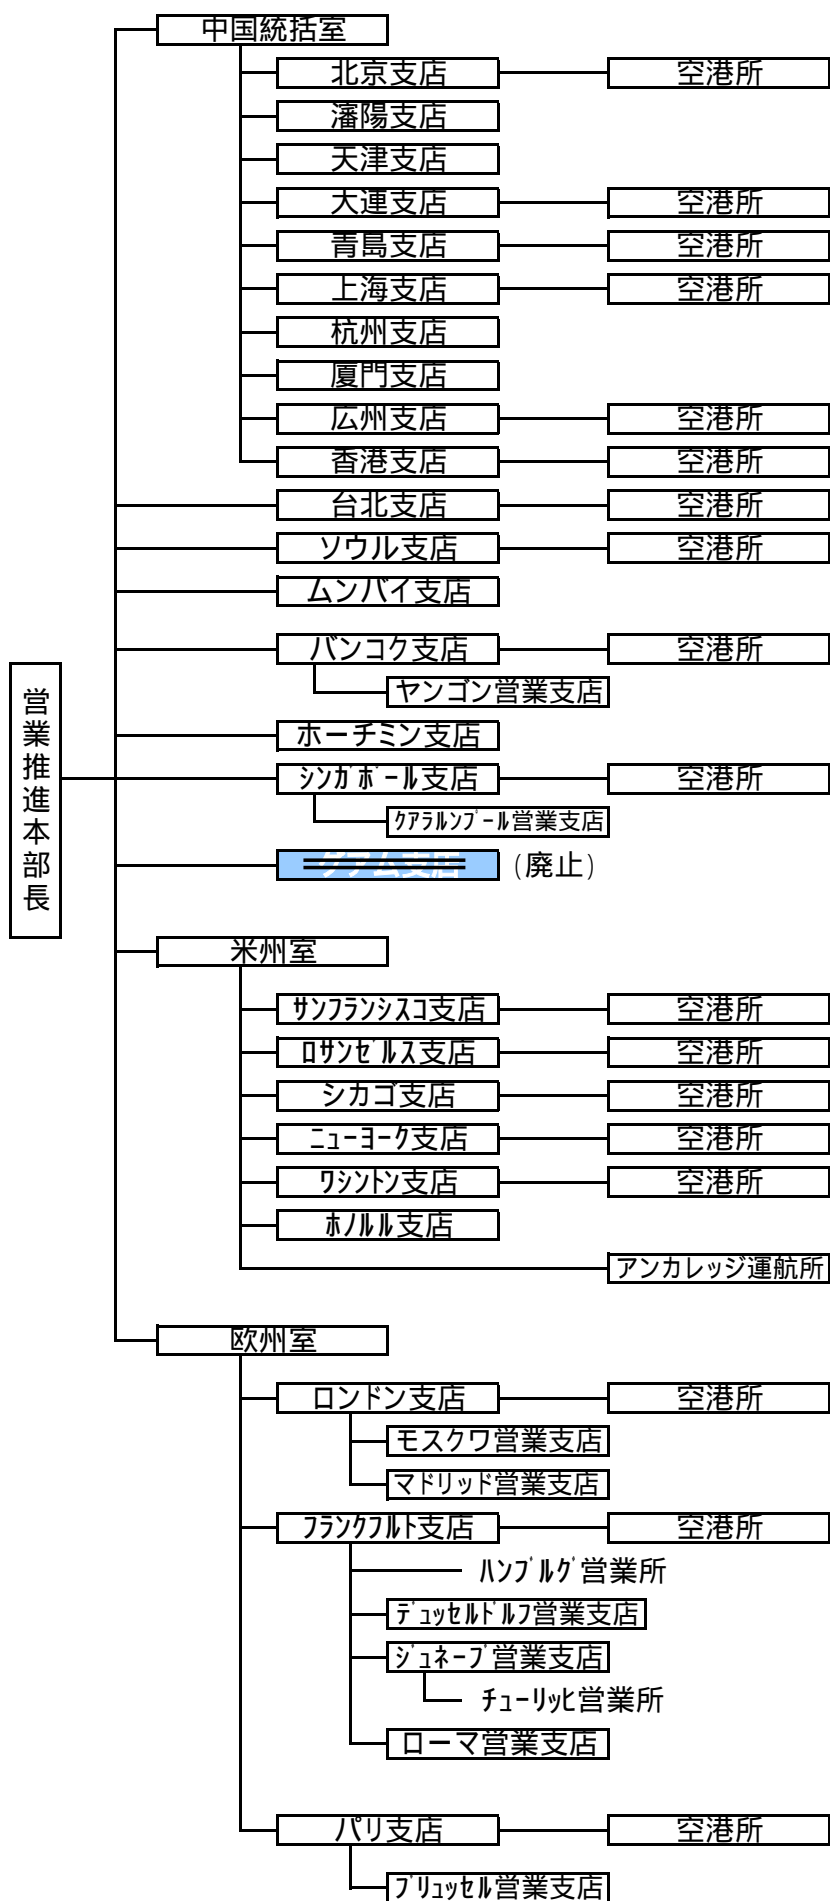 中国統括室
北京支店 空港所
瀋陽支店
天津支店
大連支店 空港所
青島支店 空港所
上海支店 空港所
杭州支店
厦門支店
広州支店 空港所
香港支店 空港所
台北支店 空港所
ソウル支店 空港所
ムンバイ支店
バンコク支店 空港所
ヤンゴン営業支店
営業推進本部長
ホーチミン支店
ｼﾝｶﾞﾎﾟｰﾙ支店 空港所
ｸｱﾗﾙﾝﾌﾟｰﾙ営業支店
グアム支店 (廃止)
米州室
ｻﾝﾌﾗﾝｼｽｺ支店 空港所
ﾛｻﾝｾﾞﾙｽ支店 空港所
シカゴ支店 空港所
ﾆｭｰﾖｰｸ支店 空港所
ﾜｼﾝﾄﾝ支店 空港所
ﾎﾉﾙﾙ支店
アンカレッジ運航所
欧州室
ロンドン支店 空港所
モスクワ営業支店
マドリッド営業支店
ﾌﾗﾝｸﾌﾙﾄ支店 空港所
ﾊﾝﾌﾞﾙｸﾞ営業所
ﾃﾞｭｯｾﾙﾄﾞﾙﾌ営業支店
ｼﾞｭﾈｰﾌﾞ営業支店
ﾁｭｰﾘｯﾋ営業所
ローマ営業支店
パリ支店 空港所
ﾌﾞﾘｭｯｾﾙ営業支店